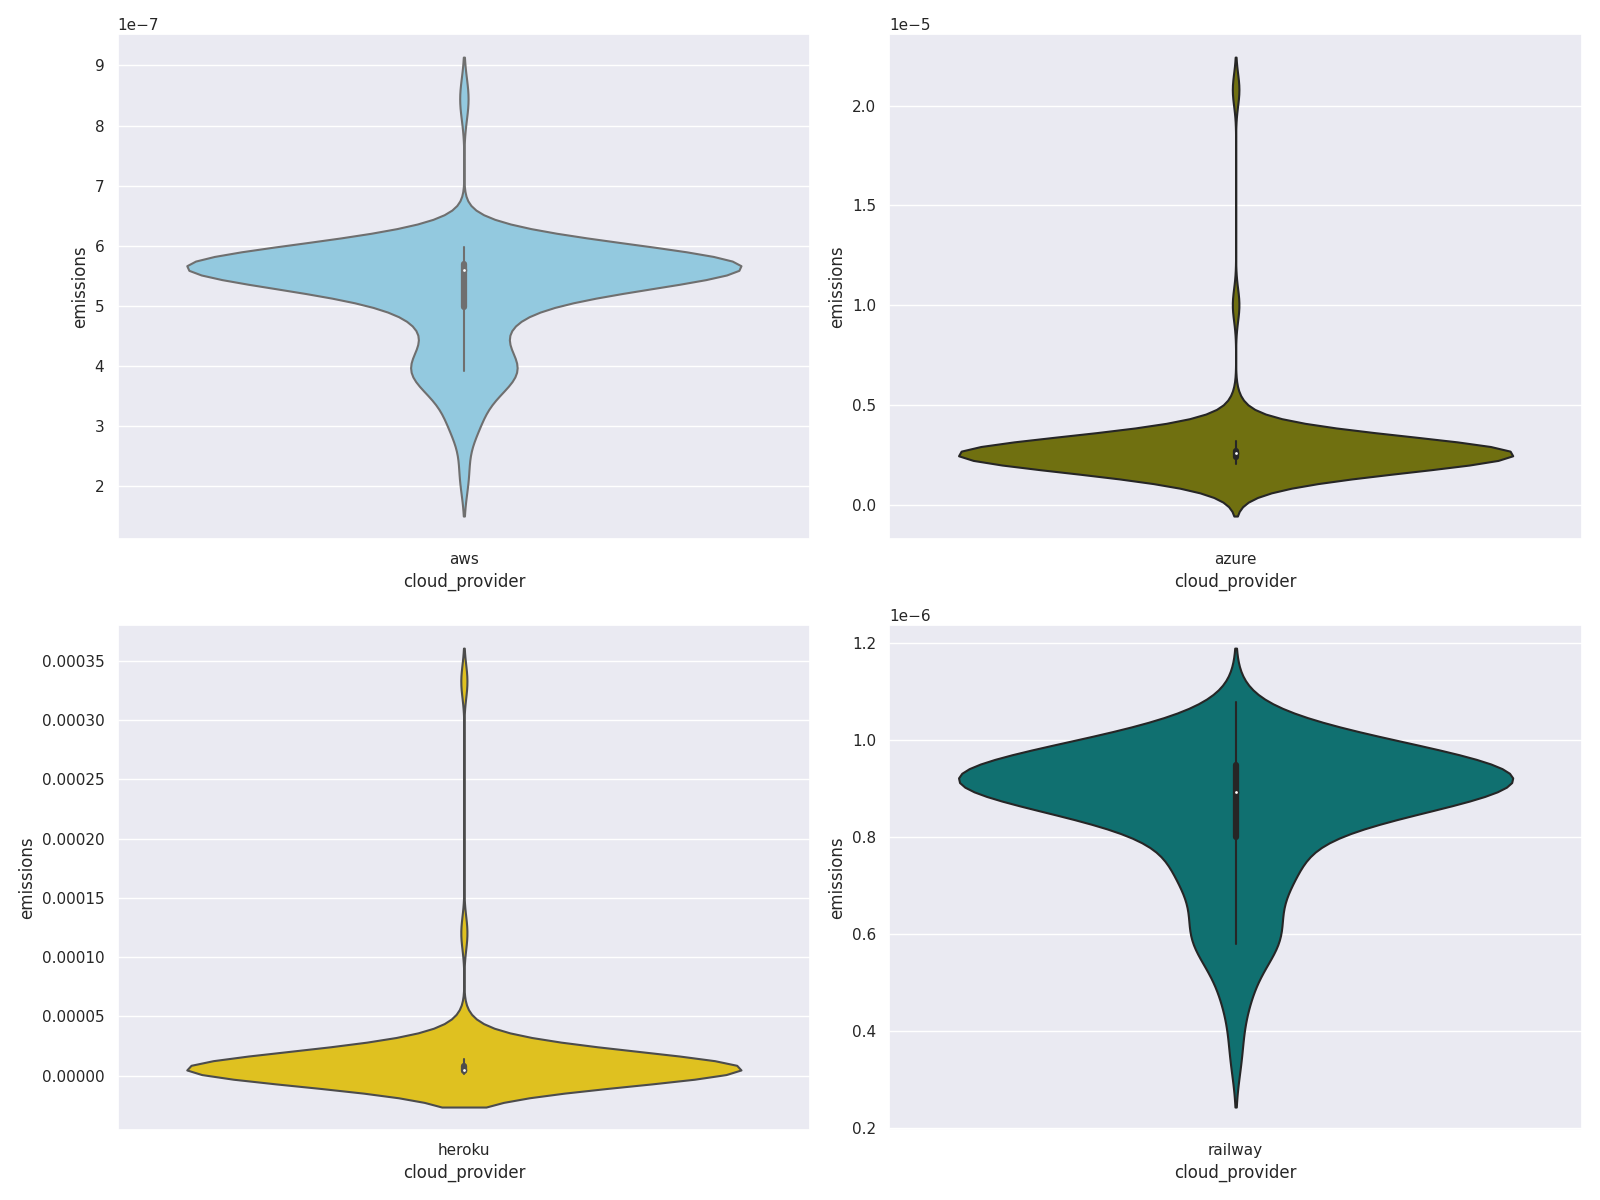 1e−7
9
8
7
6
5
4
3
2
emissions
aws
cloud_provider
1e−5
2.0
1.5
1.0
0.5
0.0
emissions
azure
cloud_provider
0.00035
0.00030
0.00025
0.00020
0.00015
0.00010
0.00005
0.00000
emissions
heroku
cloud_provider
1e−6
1.2
1.0
0.8
0.6
0.4
0.2
emissions
railway
cloud_provider